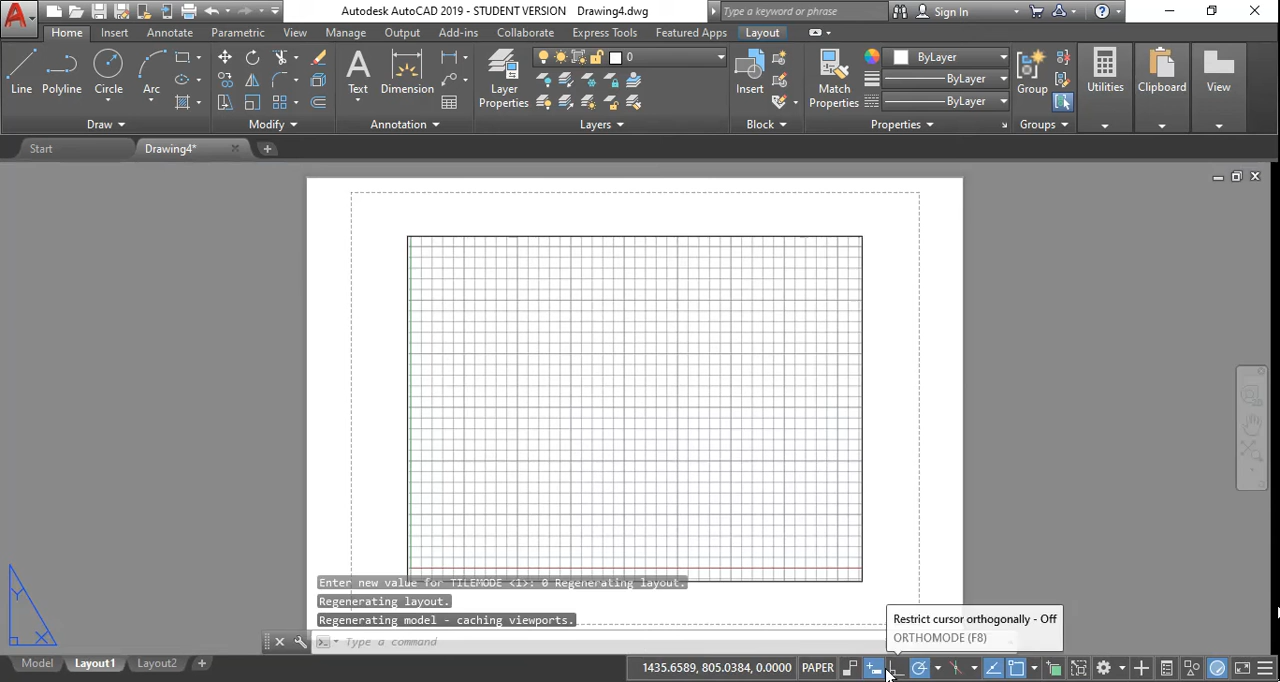 Autodesk AutoCAD 2019 - STUDENT VERSION Drawing4.dwg
Type a keyword or phrase
Sign In
Home Insert Annotate Parametric View Manage Output Add-ins Collaborate Express Tools Featured Apps Layout
Line Polyline Circle Arc
Text Dimension
Layer Properties
0
Insert
Match Properties
ByLayer
ByLayer
ByLayer
Group
Utilities
Clipboard
View
Draw Modify Annotation Layers Block Properties Groups
Start Drawing4*
Y
X
Enter new value for TILEMODE <1>: 0 Regenerating layout.
Regenerating layout.
Regenerating model - caching viewports.
Type a command
Restrict cursor orthogonally - Off
ORTHOMODE (F8)
Model Layout1 Layout2
1435.6589, 805.0384, 0.0000 PAPER